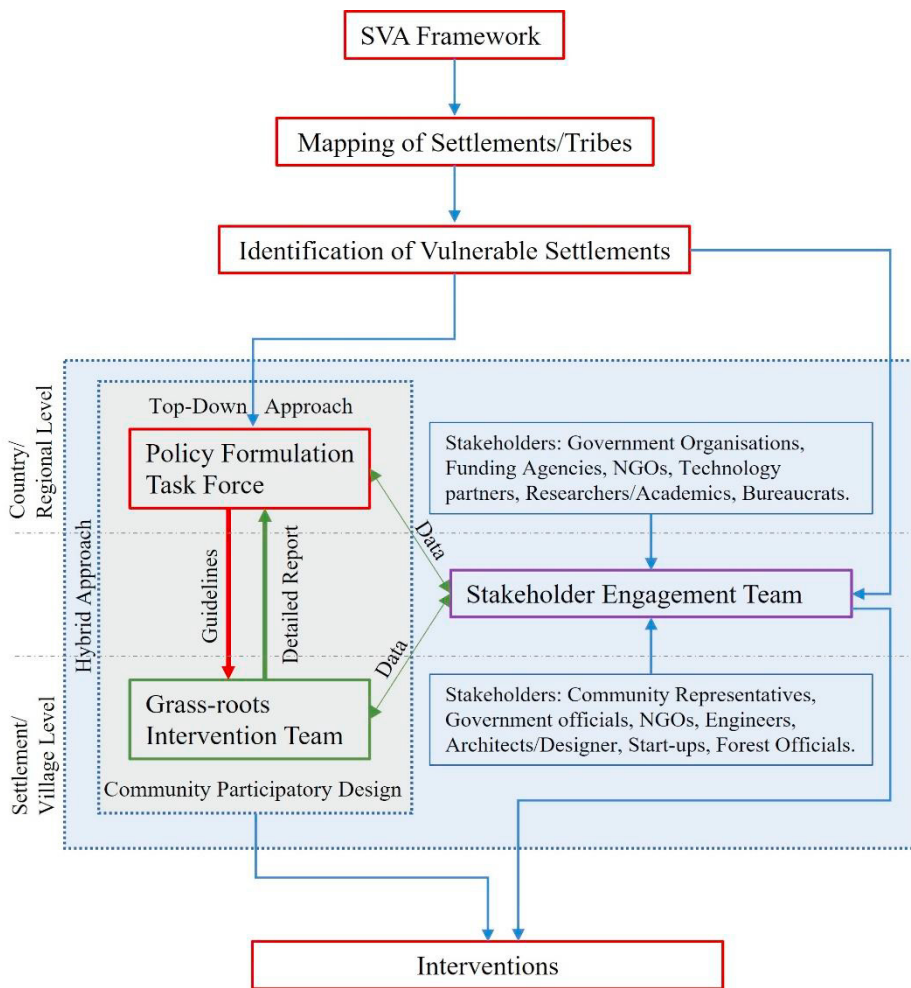 SVA Framework
Mapping of Settlements/Tribes
Identification of Vulnerable Settlements
Country/
Regional Level
Top-Down Approach
Policy Formulation
Task Force
Stakeholders: Government Organisations,
Funding Agencies, NGOs, Technology
partners, Researchers/Academics, Bureaucrats.
Hybrid Approach
Guidelines
Detailed Report
Data
Data
Stakeholder Engagement Team
Settlement/
Village Level
Grass-roots
Intervention Team
Community Participatory Design
Stakeholders: Community Representatives,
Government officials, NGOs, Engineers,
Architects/Designer, Start-ups, Forest Officials.
Interventions